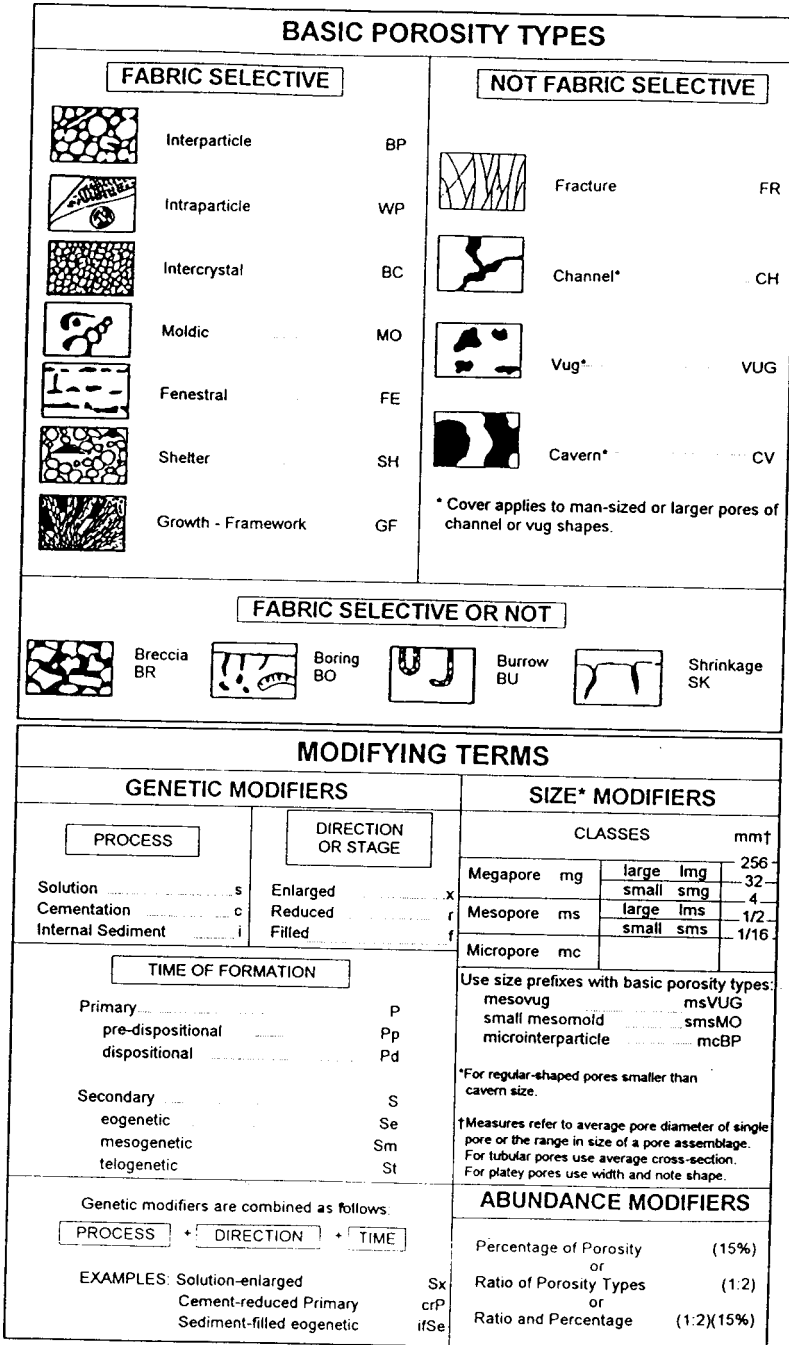 BASIC POROSITY TYPES
FABRIC SELECTIVE
Interparticle BP
Intraparticle WP
Intercrystal BC
Moldic MO
Fenestral FE
Shelter SH
Growth - Framework GF
NOT FABRIC SELECTIVE
Fracture FR
Channel* CH
Vug* VUG
Cavern* CV
* Cover applies to man-sized or larger pores of
channel or vug shapes.
FABRIC SELECTIVE OR NOT
Breccia
BR
Boring
BO
Burrow
BU
Shrinkage
SK
MODIFYING TERMS
GENETIC MODIFIERS
PROCESS
Solution s
Cementation c
Internal Sediment i
DIRECTION
OR STAGE
Enlarged x
Reduced r
Filled f
TIME OF FORMATION
Primary P
pre-dispositional Pp
dispositional Pd
Secondary S
eogenetic Se
mesogenetic Sm
telogenetic St
Genetic modifiers are combined as follows:
PROCESS + DIRECTION + TIME
EXAMPLES: Solution-enlarged Sx
Cement-reduced Primary crP
Sediment-filled eogenetic ifSe
SIZE* MODIFIERS
CLASSES mm†
256
Megapore mg large lmg
32
small smg
4
Mesopore ms large lms
1/2
small sms
1/16
Micropore mc
Use size prefixes with basic porosity types:
mesovug msVUG
small mesomold smsMO
microinterparticle mcBP
*For regular-shaped pores smaller than
cavern size.
†Measures refer to average pore diameter of single
pore or the range in size of a pore assemblage.
For tubular pores use average cross-section.
For platey pores use width and note shape.
ABUNDANCE MODIFIERS
Percentage of Porosity (15%)
or
Ratio of Porosity Types (1:2)
or
Ratio and Percentage (1:2)(15%)